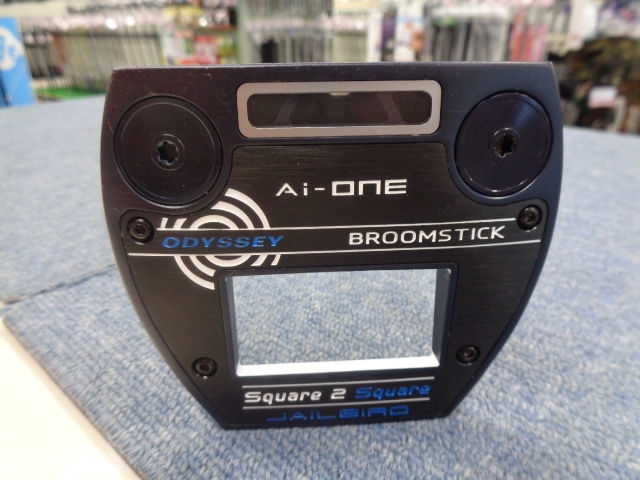 Ai-ONE
ODYSSEY BROOMSTICK
Square 2 Square
JAILBIRD